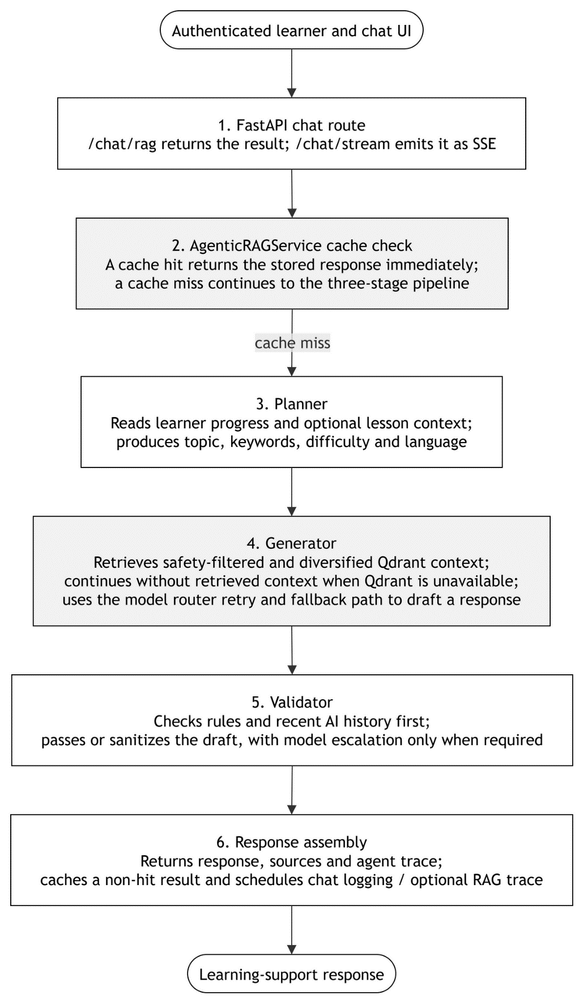 Authenticated learner and chat UI
1. FastAPI chat route
/chat/rag returns the result; /chat/stream emits it as SSE
2. AgenticRAGService cache check
A cache hit returns the stored response immediately;
a cache miss continues to the three-stage pipeline
cache miss
3. Planner
Reads learner progress and optional lesson context;
produces topic, keywords, difficulty and language
4. Generator
Retrieves safety-filtered and diversified Qdrant context;
continues without retrieved context when Qdrant is unavailable;
uses the model router retry and fallback path to draft a response
5. Validator
Checks rules and recent AI history first;
passes or sanitizes the draft, with model escalation only when required
6. Response assembly
Returns response, sources and agent trace;
caches a non-hit result and schedules chat logging / optional RAG trace
Learning-support response